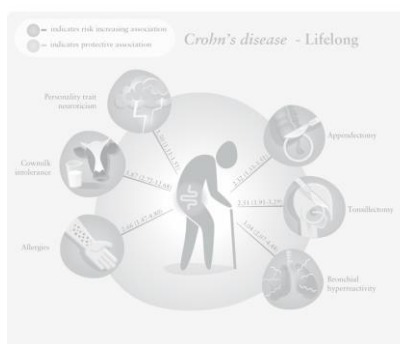 = indicates risk increasing association
= indicates protective association
Crohn's disease - Lifelong
Personality trait
neuroticism
Cowmilk
intolerance
Allergies
Appendectomy
Tonsillectomy
Bronchial
hyperreactivity